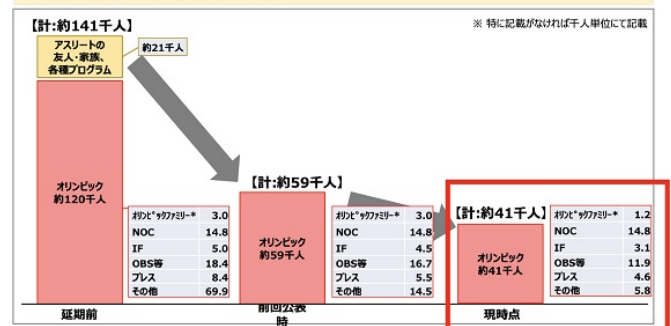 【計:約141千人】
※ 特に記載がなければ千人単位にて記載
アスリートの
友人・家族、
各種プログラム
約21千人
オリンピック
約120千人
オリンピックファミリー* 3.0
NOC 14.8
IF 5.0
OBS等 18.4
プレス 8.4
その他 69.9
延期前
【計:約59千人】
オリンピック
約59千人
オリンピックファミリー* 3.0
NOC 14.8
IF 4.5
OBS等 16.7
プレス 5.5
その他 14.5
前回公表
時
【計:約41千人】
オリンピック
約41千人
オリンピックファミリー* 1.2
NOC 14.8
IF 3.1
OBS等 11.9
プレス 4.6
その他 5.8
現時点